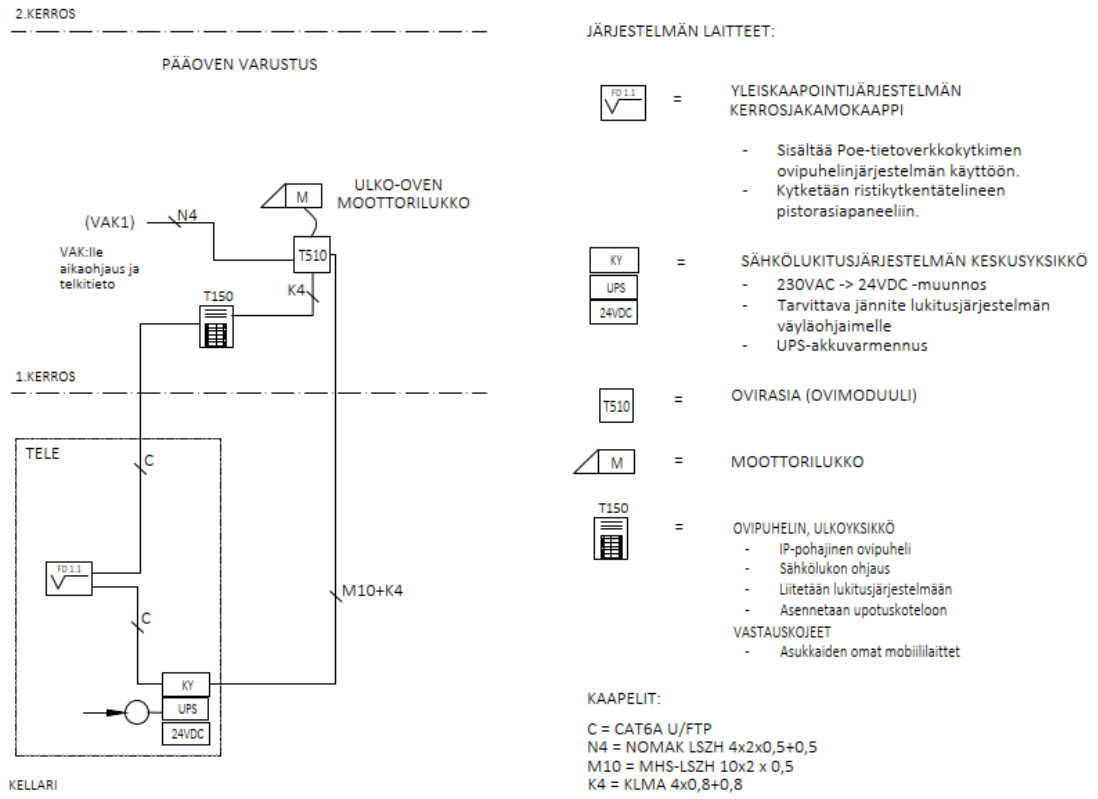 2.KERROS
PÄÄOVEN VARUSTUS
M
ULKO-OVEN
MOOTTORILUKKO
(VAK1)
N4
VAK:lle
aikaohjaus ja
telkitieto
T510
K4
T150
1.KERROS
TELE
C
FD 1.1
C
M10+K4
KY
UPS
24VDC
KELLARI
JÄRJESTELMÄN LAITTEET:
FD 1.1
=
YLEISKAAPOINTIJÄRJESTELMÄN
KERROSJAKAMOKAAPPI
- Sisältää Poe-tietoverkkokytkimen
ovipuhelinjärjestelmän käyttöön.
- Kytketään ristikytkentätelineen
pistorasiapaneeliin.
KY
UPS
24VDC
=
SÄHKÖLUKITUSJÄRJESTELMÄN KESKUSYKSIKKÖ
- 230VAC -> 24VDC -muunnos
- Tarvittava jännite lukitusjärjestelmän
väyläohjaimelle
- UPS-akkuvarmennus
T510
=
OVIRASIA (OVIMODUULI)
M
=
MOOTTORILUKKO
T150
=
OVIPUHELIN, ULKOYKSIKKÖ
- IP-pohajinen ovipuheli
- Sähkölukon ohjaus
- Liitetään lukitusjärjestelmään
- Asennetaan upotuskoteloon
VASTAUSKOJEET
- Asukkaiden omat mobiililaittet
KAAPELIT:
C = CAT6A U/FTP
N4 = NOMAK LSZH 4x2x0,5+0,5
M10 = MHS-LSZH 10x2 x 0,5
K4 = KLMA 4x0,8+0,8